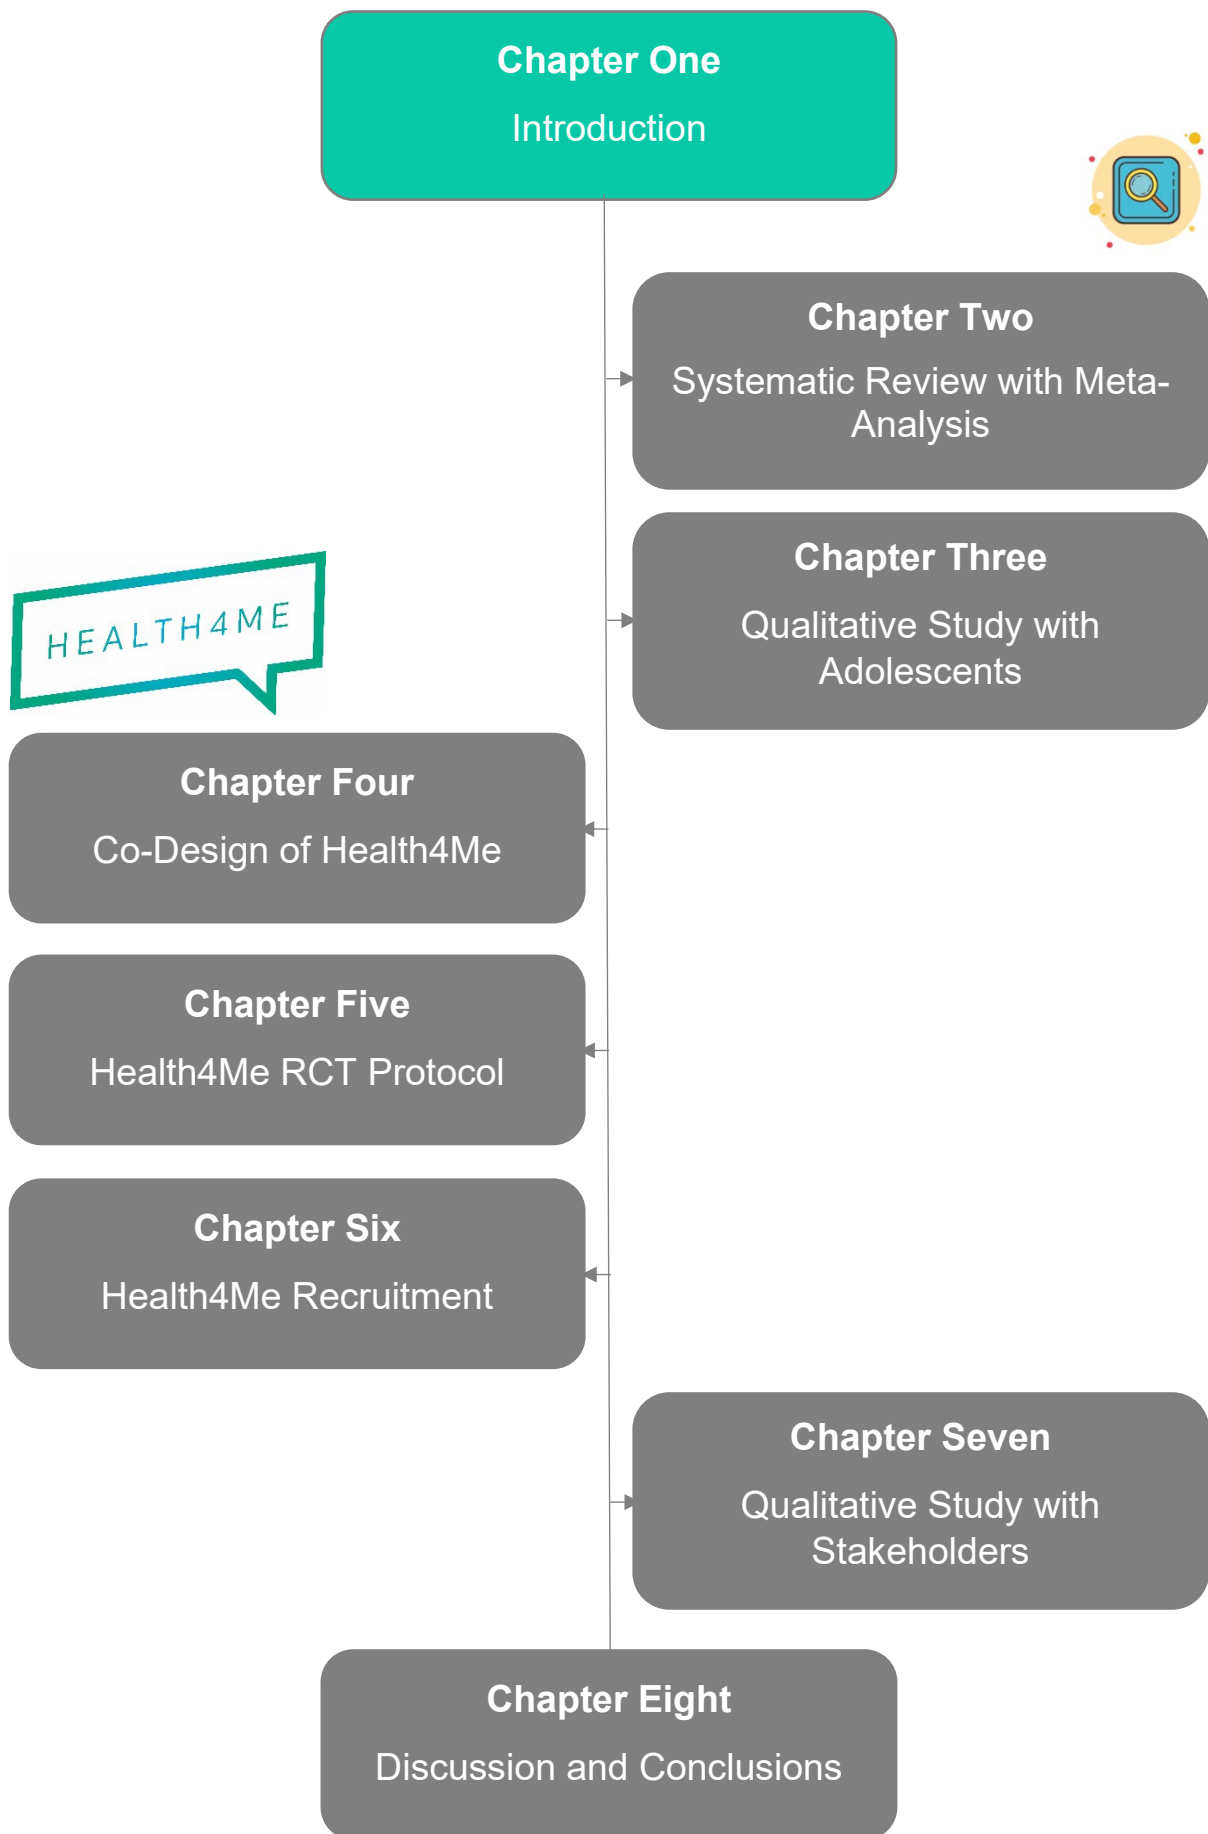 Chapter One
Introduction
Chapter Two
Systematic Review with Meta-
Analysis
Chapter Three
Qualitative Study with
Adolescents
HEALTH4ME
Chapter Four
Co-Design of Health4Me
Chapter Five
Health4Me RCT Protocol
Chapter Six
Health4Me Recruitment
Chapter Seven
Qualitative Study with
Stakeholders
Chapter Eight
Discussion and Conclusions